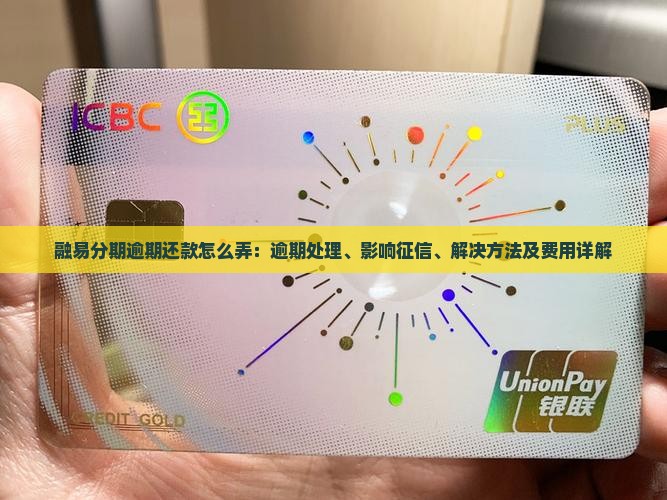 ICBC
PLUS
融易分期逾期还款怎么弄：逾期处理、影响征信、解决方法及费用详解
CREDIT GOLD
UnionPay
银联